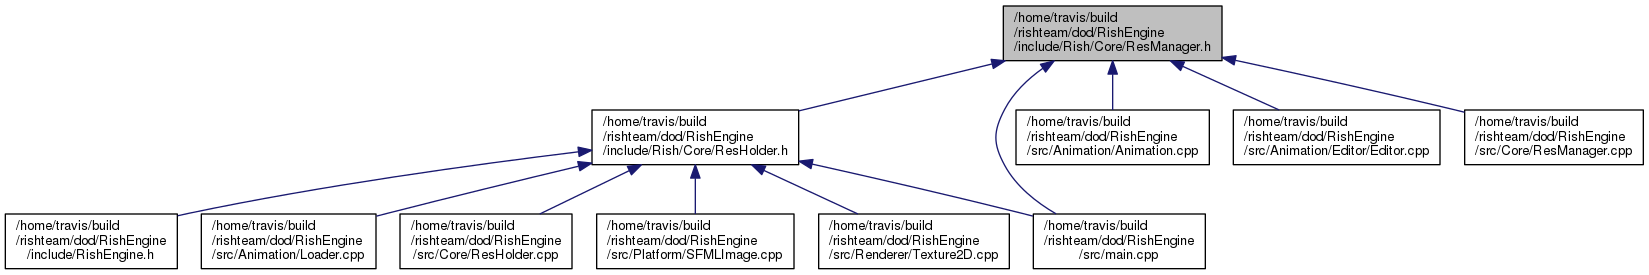 /home/travis/build
/rishteam/dod/RishEngine
/include/Rish/Core/ResManager.h
/home/travis/build
/rishteam/dod/RishEngine
/include/Rish/Core/ResHolder.h
/home/travis/build
/rishteam/dod/RishEngine
/src/Animation/Animation.cpp
/home/travis/build
/rishteam/dod/RishEngine
/src/Animation/Editor/Editor.cpp
/home/travis/build
/rishteam/dod/RishEngine
/src/Core/ResManager.cpp
/home/travis/build
/rishteam/dod/RishEngine
/include/RishEngine.h
/home/travis/build
/rishteam/dod/RishEngine
/src/Animation/Loader.cpp
/home/travis/build
/rishteam/dod/RishEngine
/src/Core/ResHolder.cpp
/home/travis/build
/rishteam/dod/RishEngine
/src/Platform/SFMLImage.cpp
/home/travis/build
/rishteam/dod/RishEngine
/src/Renderer/Texture2D.cpp
/home/travis/build
/rishteam/dod/RishEngine
/src/main.cpp